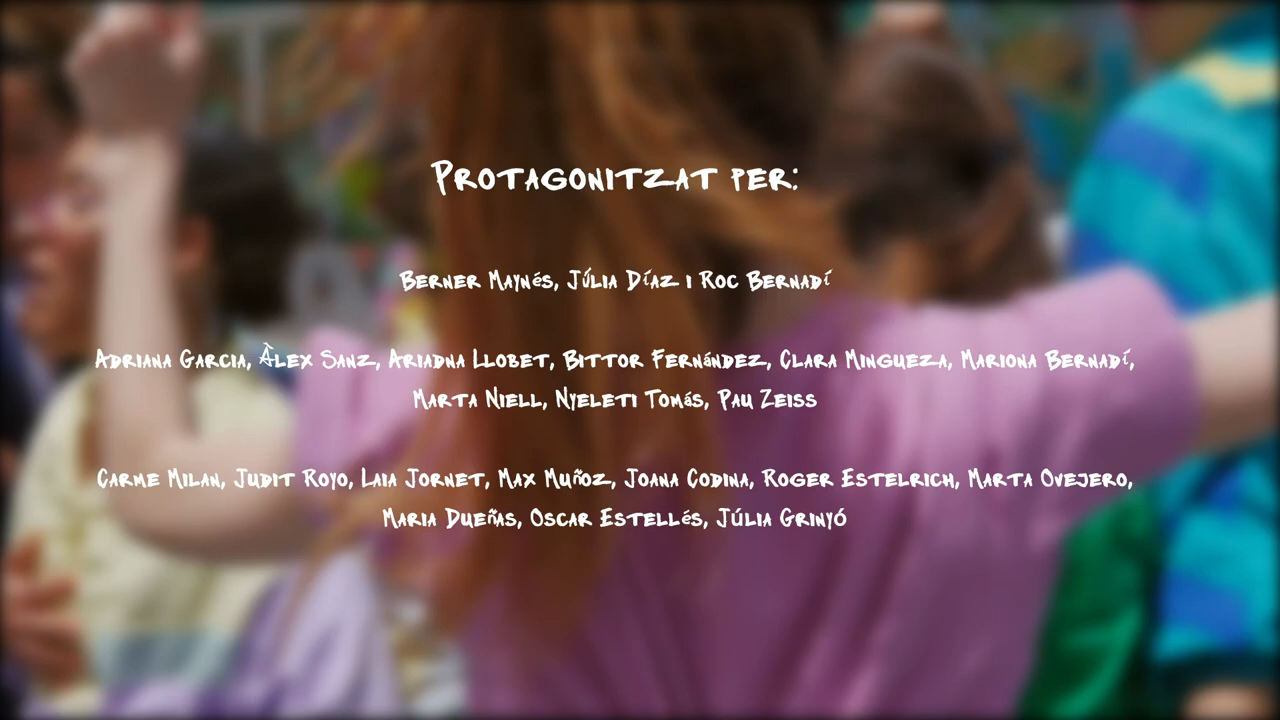 Protagonitzat per:
Berner Maynés, Júlia Díaz i Roc Bernadí
Adriana Garcia, Àlex Sanz, Ariadna Llobet, Bittor Fernández, Clara Mingueza, Mariona Bernadí,
Marta Niell, Nyeleti Tomás, Pau Zeiss
Carme Milan, Judit Royo, Laia Jornet, Max Muñoz, Joana Codina, Roger Estelrich, Marta Ovejero,
Maria Dueñas, Oscar Estellés, Júlia Grinyó